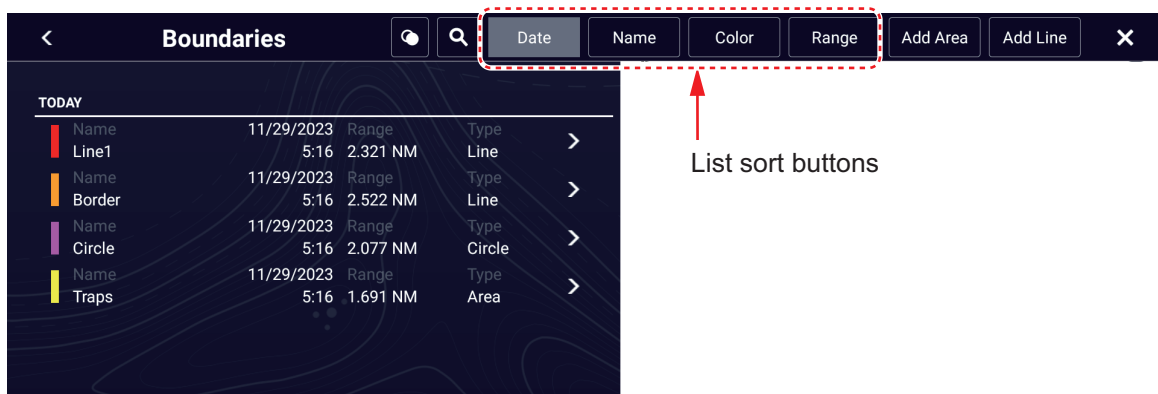 Boundaries Date Name Color Range Add Area Add Line
List sort buttons
TODAY
Name 11/29/2023 Range Type
Line1 5:16 2.321 NM Line
Name 11/29/2023 Range Type
Border 5:16 2.522 NM Line
Name 11/29/2023 Range Type
Circle 5:16 2.077 NM Circle
Name 11/29/2023 Range Type
Traps 5:16 1.691 NM Area